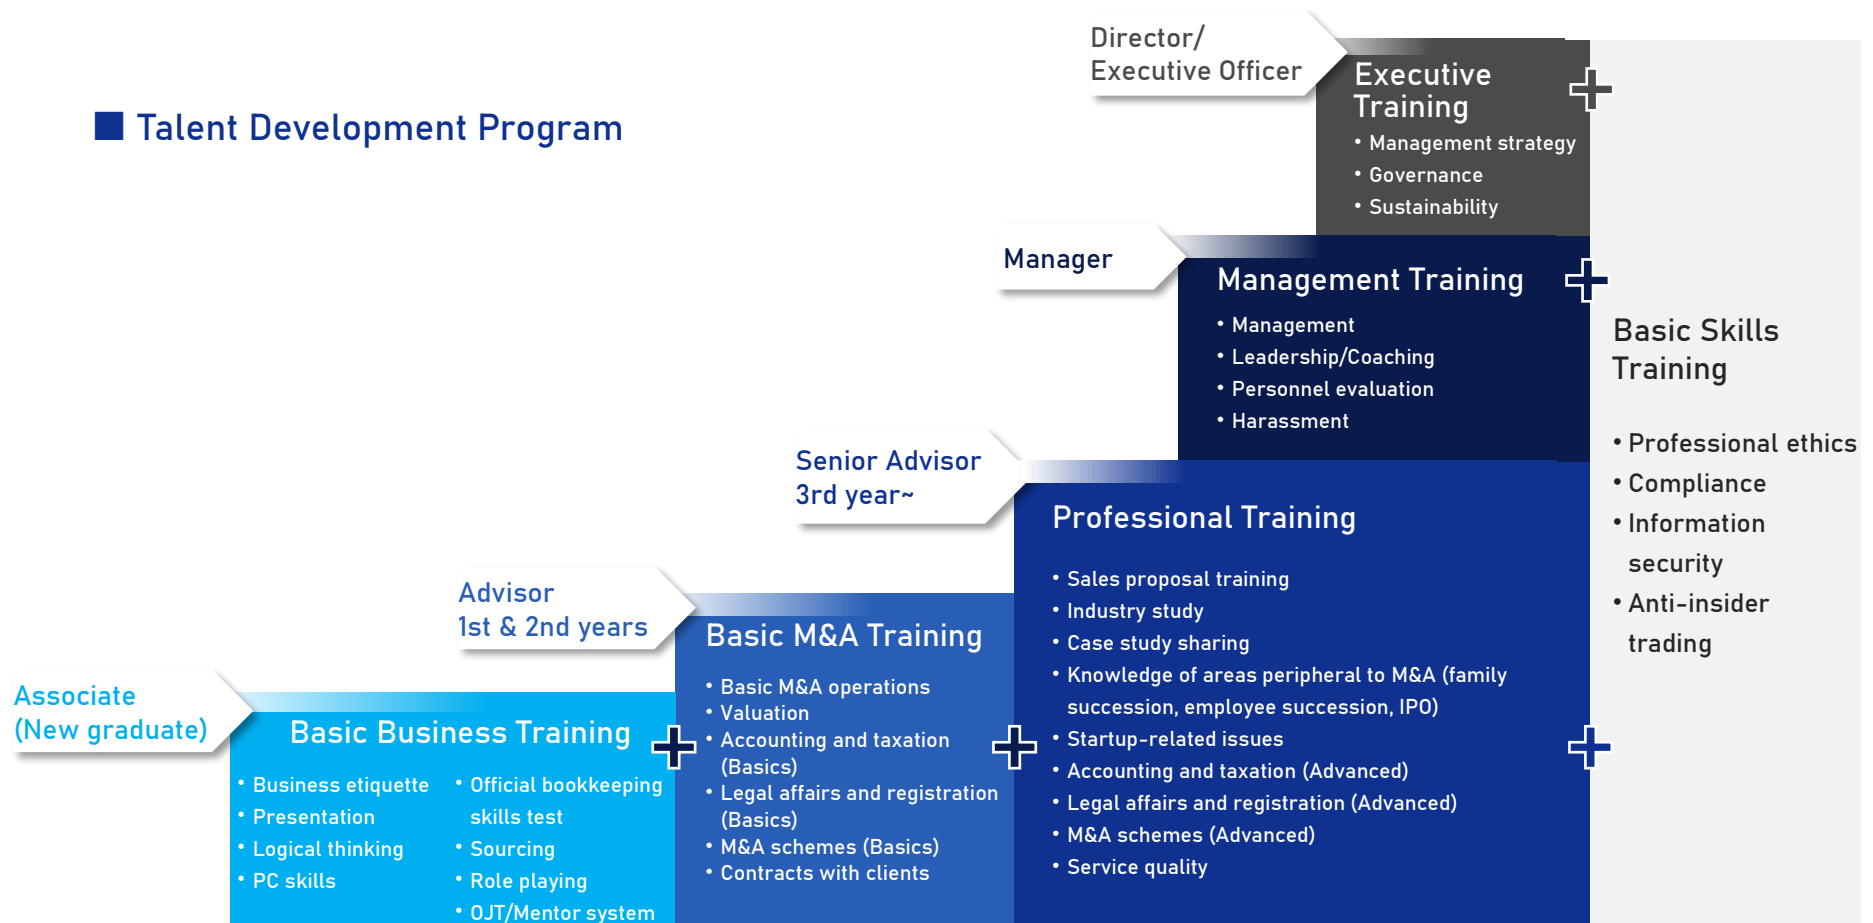 ■ Talent Development Program
Director/
Executive Officer
Executive
Training
• Management strategy
• Governance
• Sustainability
Manager
Management Training
• Management
• Leadership/Coaching
• Personnel evaluation
• Harassment
Senior Advisor
3rd year~
Professional Training
• Sales proposal training
• Industry study
• Case study sharing
• Knowledge of areas peripheral to M&A (family
succession, employee succession, IPO)
• Startup-related issues
• Accounting and taxation (Advanced)
• Legal affairs and registration (Advanced)
• M&A schemes (Advanced)
• Service quality
Advisor
1st & 2nd years
Basic M&A Training
• Basic M&A operations
• Valuation
• Accounting and taxation
(Basics)
• Legal affairs and registration
(Basics)
• M&A schemes (Basics)
• Contracts with clients
Associate
(New graduate)
Basic Business Training
• Business etiquette
• Presentation
• Logical thinking
• PC skills
• Official bookkeeping
skills test
• Sourcing
• Role playing
• OJT/Mentor system
Basic Skills
Training
• Professional ethics
• Compliance
• Information
security
• Anti-insider
trading